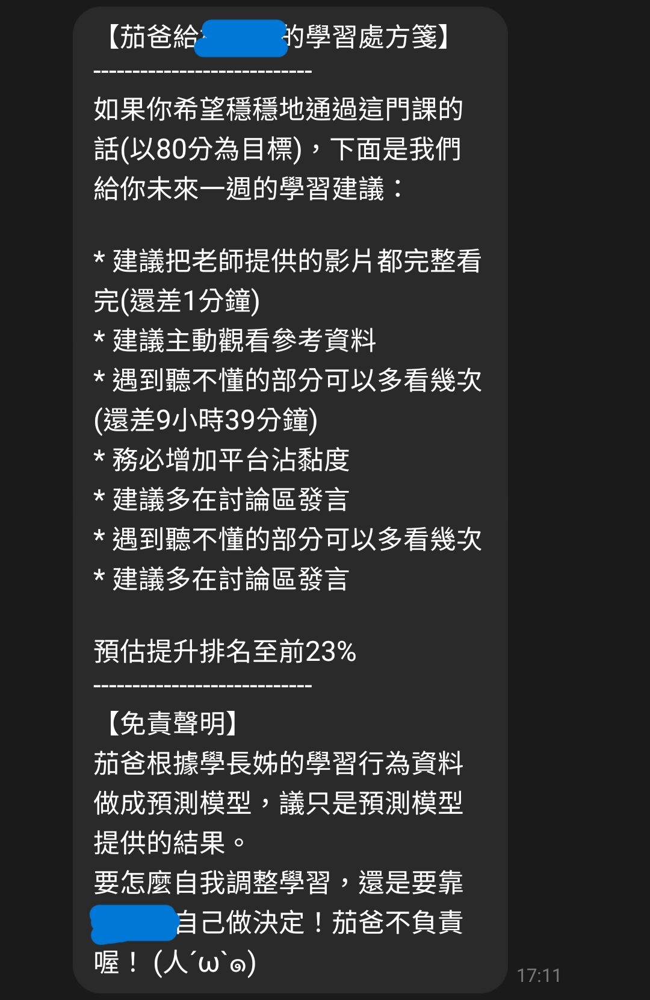 【茄爸給 的學習處方箋】
----------------------------
如果你希望穩穩地通過這門課的
話(以80分為目標)，下面是我們
給你未來一週的學習建議：
* 建議把老師提供的影片都完整看
完(還差1分鐘)
* 建議主動觀看參考資料
* 遇到聽不懂的部分可以多看幾次
(還差9小時39分鐘)
* 務必增加平台沾黏度
* 建議多在討論區發言
* 遇到聽不懂的部分可以多看幾次
* 建議多在討論區發言
預估提升排名至前23%
----------------------------
【免責聲明】
茄爸根據學長姊的學習行為資料
做成預測模型，議只是預測模型
提供的結果。
要怎麼自我調整學習，還是要靠
自己做決定！茄爸不負責
喔！ (人´ω`๑)
17:11